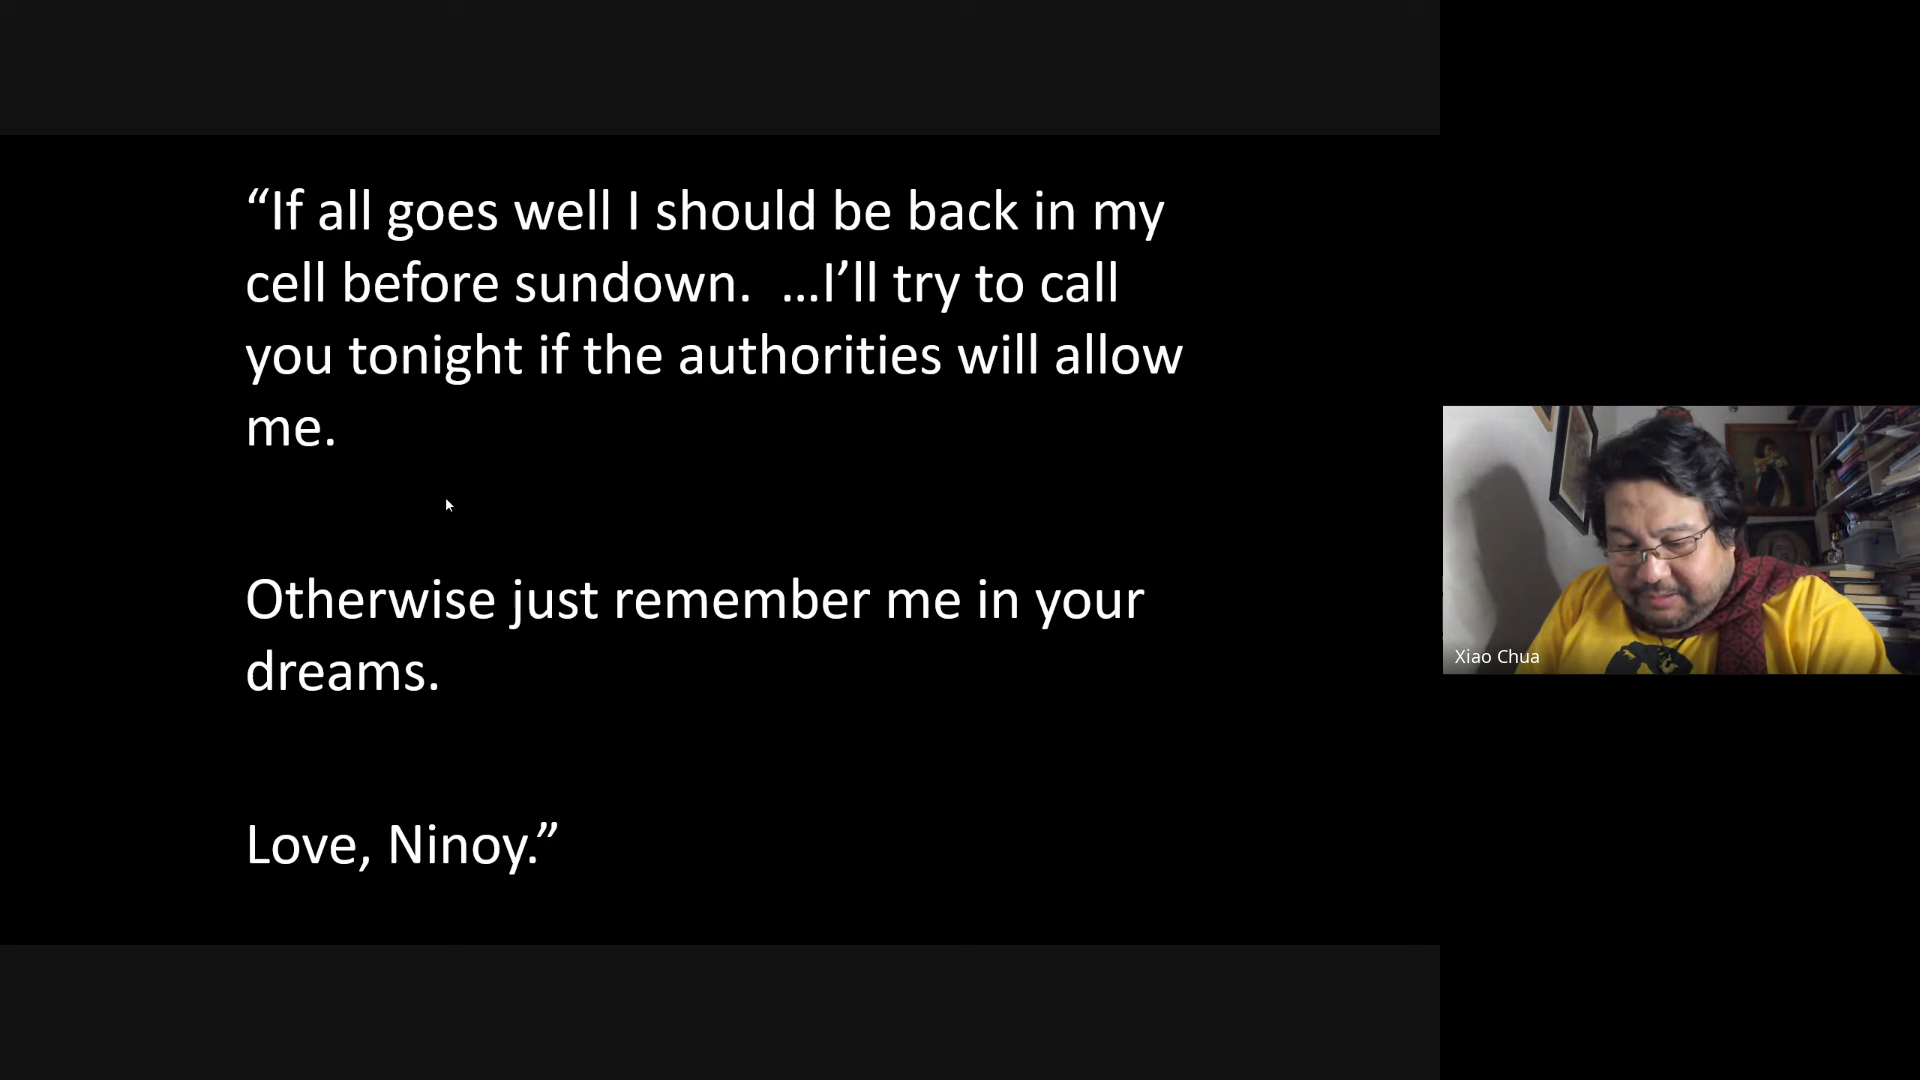 “If all goes well I should be back in my
cell before sundown.  …I’ll try to call
you tonight if the authorities will allow
me.
Otherwise just remember me in your
dreams.
Love, Ninoy.”
Xiao Chua